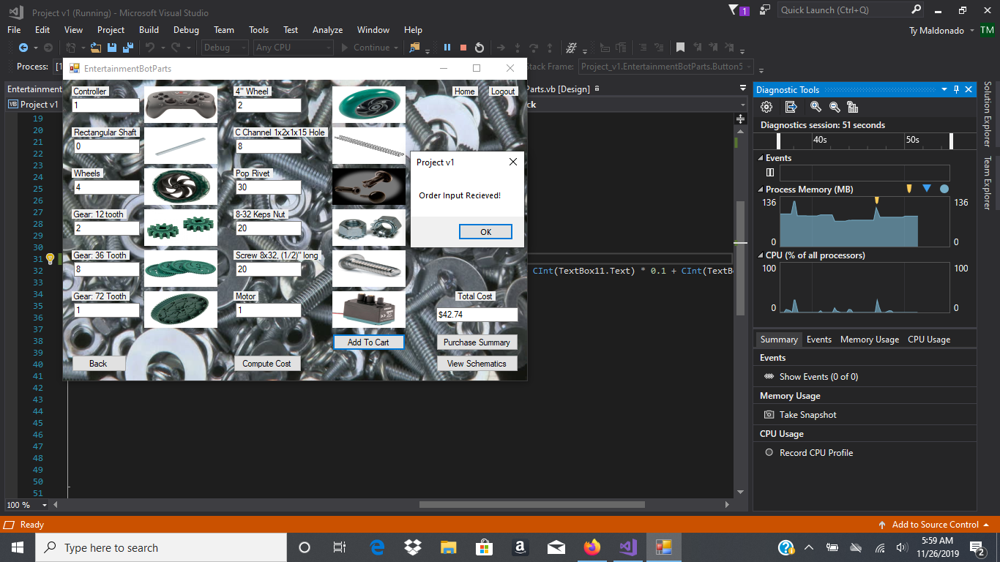 Project v1 (Running) - Microsoft Visual Studio
1
Quick Launch (Ctrl+Q)
File Edit View Project Build Debug Team Tools Test Analyze Window Help
Ty Maldonado TM
Debug Any CPU Continue
Process: [1
Stack Frame: Project_v1.EntertainmentBotParts.Button5
EntertainmentBotParts
Entertainment
Parts.vb [Design]
VB Project v1
ck
Controller
1
4" Wheel
2
Home Logout
Rectangular Shaft
0
C Channel 1x2x1x15 Hole
8
Wheels
4
Pop Rivet
30
Gear: 12 tooth
2
8-32 Keps Nut
20
Gear: 36 Tooth
8
Screw 8x32, (1/2)" long
20
Gear: 72 Tooth
1
Motor
1
Total Cost
$42.74
Add To Cart
Purchase Summary
Back
Compute Cost
View Schematics
Project v1
Order Input Recieved!
OK
19
20
21
22
23
24
25
26
27
28
29
30
31
32 CInt(TextBox11.Text) * 0.1 + CInt(TextBo
33
34
35
36
37
38
39
40
41
42
43
44
45
46
47
48
49
50
51
100 %
Diagnostic Tools
Diagnostics session: 51 seconds
40s 50s
Events
Process Memory (MB)
136 136
0 0
CPU (% of all processors)
100 100
0 0
Summary Events Memory Usage CPU Usage
Events
Show Events (0 of 0)
Memory Usage
Take Snapshot
CPU Usage
Record CPU Profile
Solution Explorer
Team Explorer
Ready
Add to Source Control
Type here to search
5:59 AM
11/26/2019
2